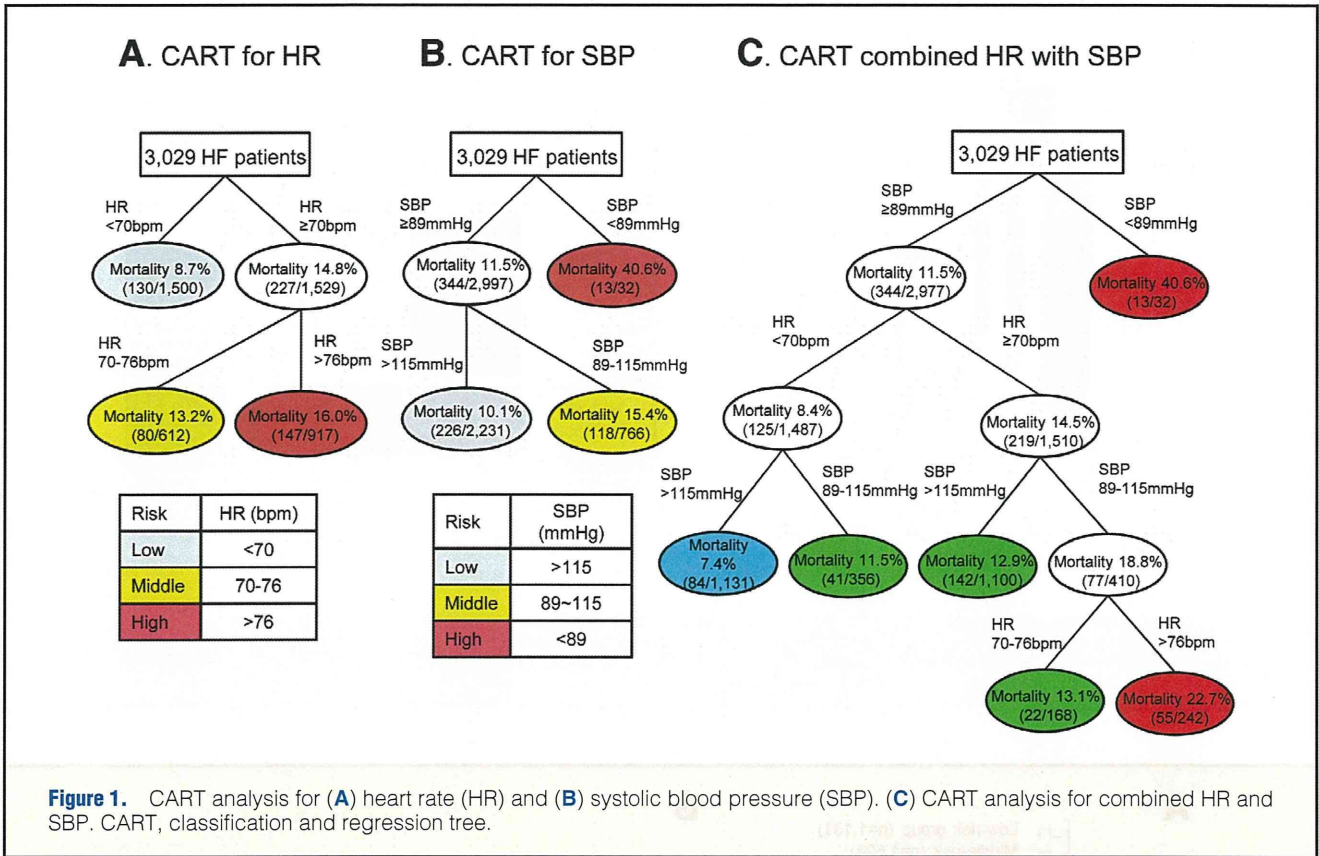 A. CART for HR
3,029 HF patients
HR
<70bpm
HR
≥70bpm
Mortality 8.7%
(130/1,500)
Mortality 14.8%
(227/1,529)
HR
70-76bpm
HR
>76bpm
Mortality 13.2%
(80/612)
Mortality 16.0%
(147/917)
Risk HR (bpm)
Low <70
Middle 70-76
High >76
B. CART for SBP
3,029 HF patients
SBP
≥89mmHg
SBP
<89mmHg
Mortality 11.5%
(344/2,997)
Mortality 40.6%
(13/32)
SBP
>115mmHg
SBP
89-115mmHg
Mortality 10.1%
(226/2,231)
Mortality 15.4%
(118/766)
Risk SBP
(mmHg)
Low >115
Middle 89~115
High <89
C. CART combined HR with SBP
3,029 HF patients
SBP
≥89mmHg
SBP
<89mmHg
Mortality 11.5%
(344/2,977)
Mortality 40.6%
(13/32)
HR
<70bpm
HR
≥70bpm
Mortality 8.4%
(125/1,487)
Mortality 14.5%
(219/1,510)
SBP
>115mmHg
SBP
89-115mmHg
SBP
>115mmHg
SBP
89-115mmHg
Mortality
7.4%
(84/1,131)
Mortality 11.5%
(41/356)
Mortality 12.9%
(142/1,100)
Mortality 18.8%
(77/410)
HR
70-76bpm
HR
>76bpm
Mortality 13.1%
(22/168)
Mortality 22.7%
(55/242)
Figure 1. CART analysis for (A) heart rate (HR) and (B) systolic blood pressure (SBP). (C) CART analysis for combined HR and
SBP. CART, classification and regression tree.